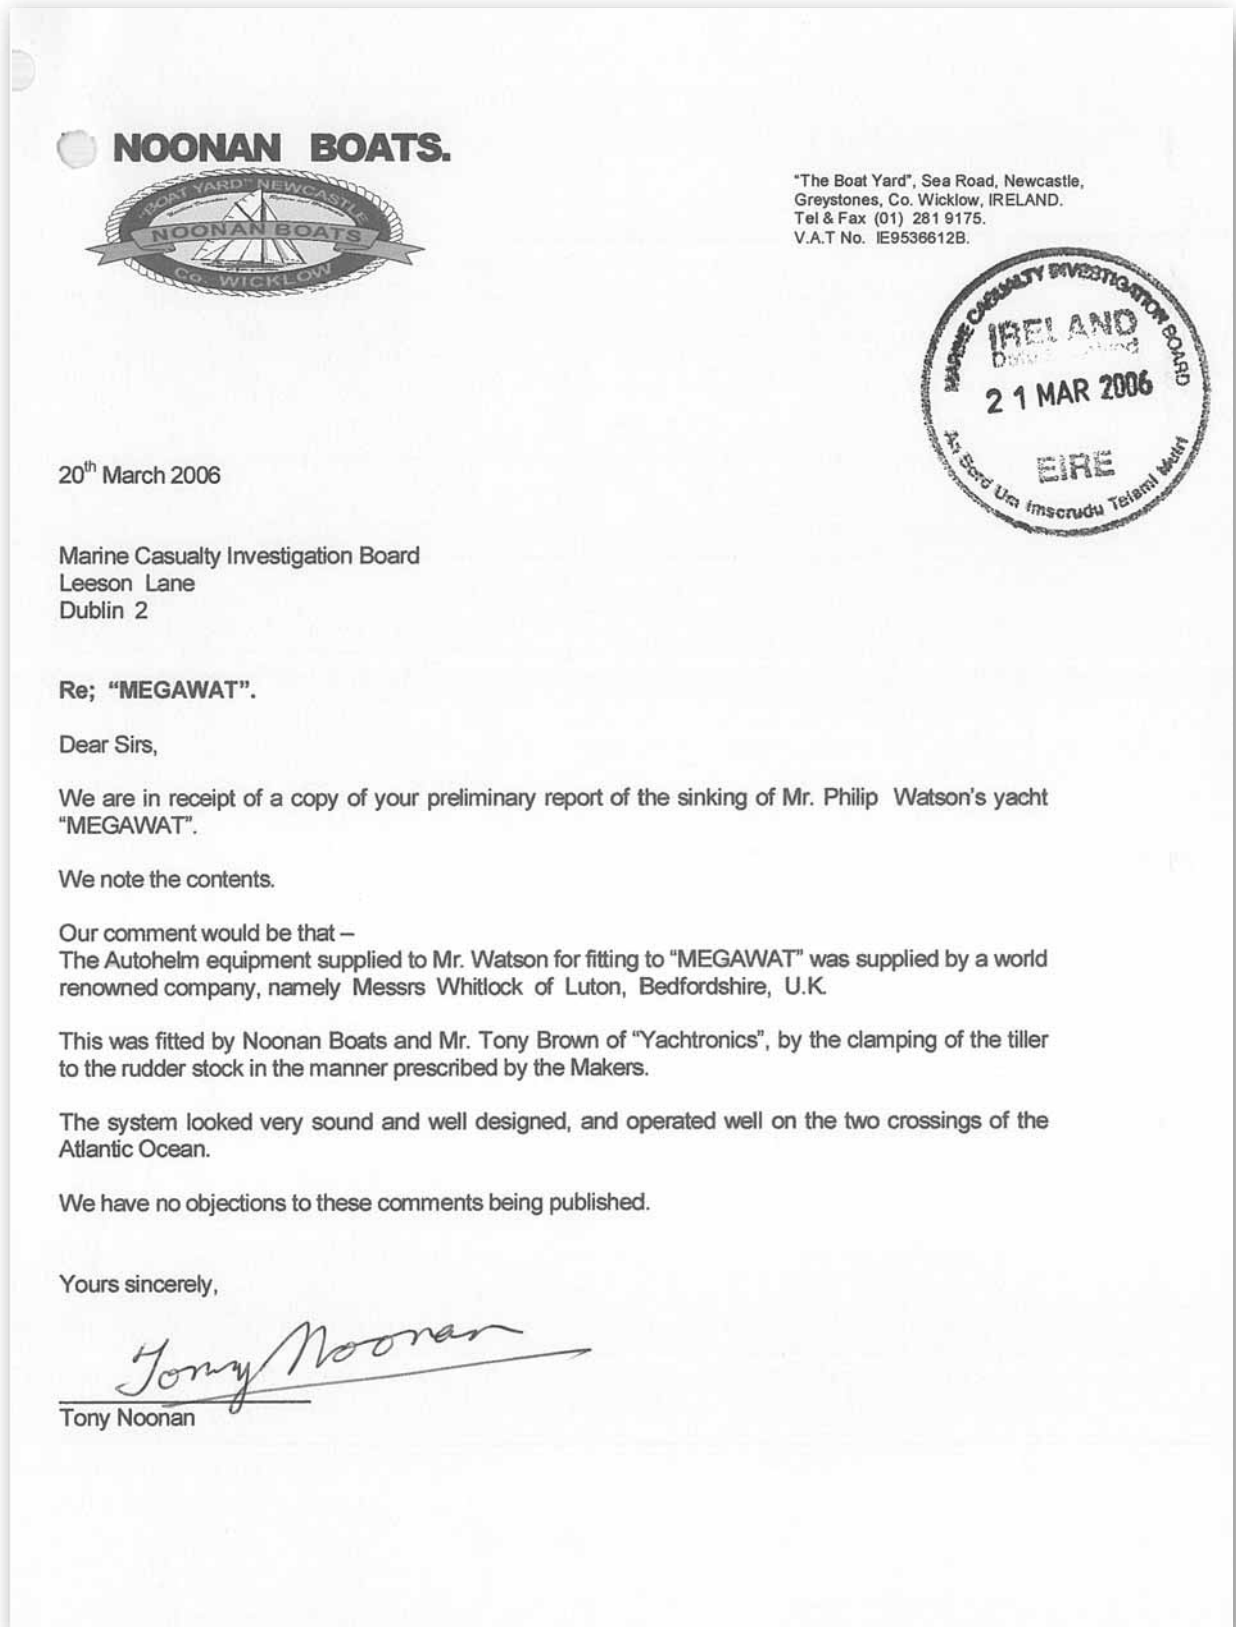 NOONAN BOATS.
"BOAT YARD" NEWCASTLE
NOONAN BOATS
Co. WICKLOW
"The Boat Yard", Sea Road, Newcastle,
Greystones, Co. Wicklow, IRELAND.
Tel & Fax (01) 281 9175.
V.A.T No. IE9536612B.
MARINE CASUALTY INVESTIGATION BOARD
IRELAND
21 MAR 2006
EIRE
An Bord Um Imscrudu Taismi Muirí
20th March 2006
Marine Casualty Investigation Board
Leeson Lane
Dublin 2
Re; "MEGAWAT".
Dear Sirs,
We are in receipt of a copy of your preliminary report of the sinking of Mr. Philip Watson's yacht
"MEGAWAT".
We note the contents.
Our comment would be that –
The Autohelm equipment supplied to Mr. Watson for fitting to "MEGAWAT" was supplied by a world
renowned company, namely Messrs Whitlock of Luton, Bedfordshire, U.K.
This was fitted by Noonan Boats and Mr. Tony Brown of "Yachtronics", by the clamping of the tiller
to the rudder stock in the manner prescribed by the Makers.
The system looked very sound and well designed, and operated well on the two crossings of the
Atlantic Ocean.
We have no objections to these comments being published.
Yours sincerely,
Tony Noonan
Tony Noonan